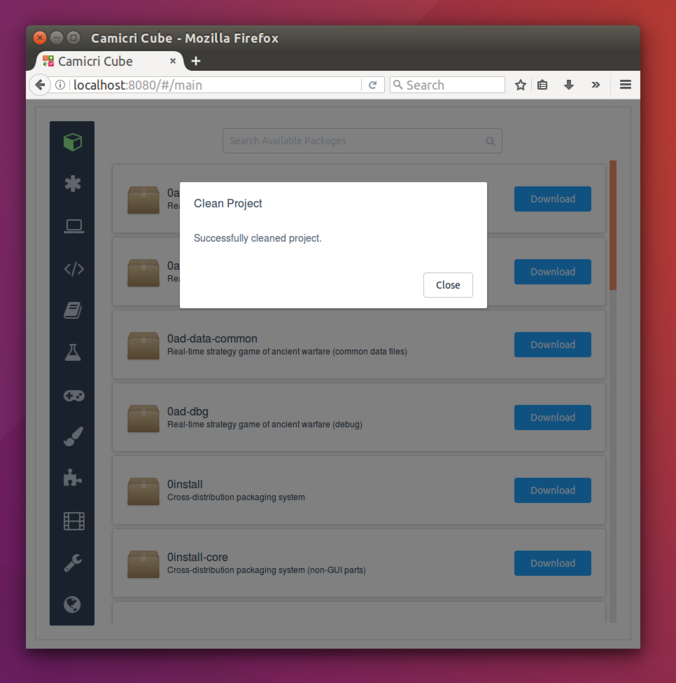 Camicri Cube - Mozilla Firefox
Camicri Cube
localhost:8080/#/main
Search
Search Available Packages
0a
Rea
Download
Clean Project
Successfully cleaned project.
Close
0a
Rea
Download
0ad-data-common
Real-time strategy game of ancient warfare (common data files)
Download
0ad-dbg
Real-time strategy game of ancient warfare (debug)
Download
0install
Cross-distribution packaging system
Download
0install-core
Cross-distribution packaging system (non-GUI parts)
Download